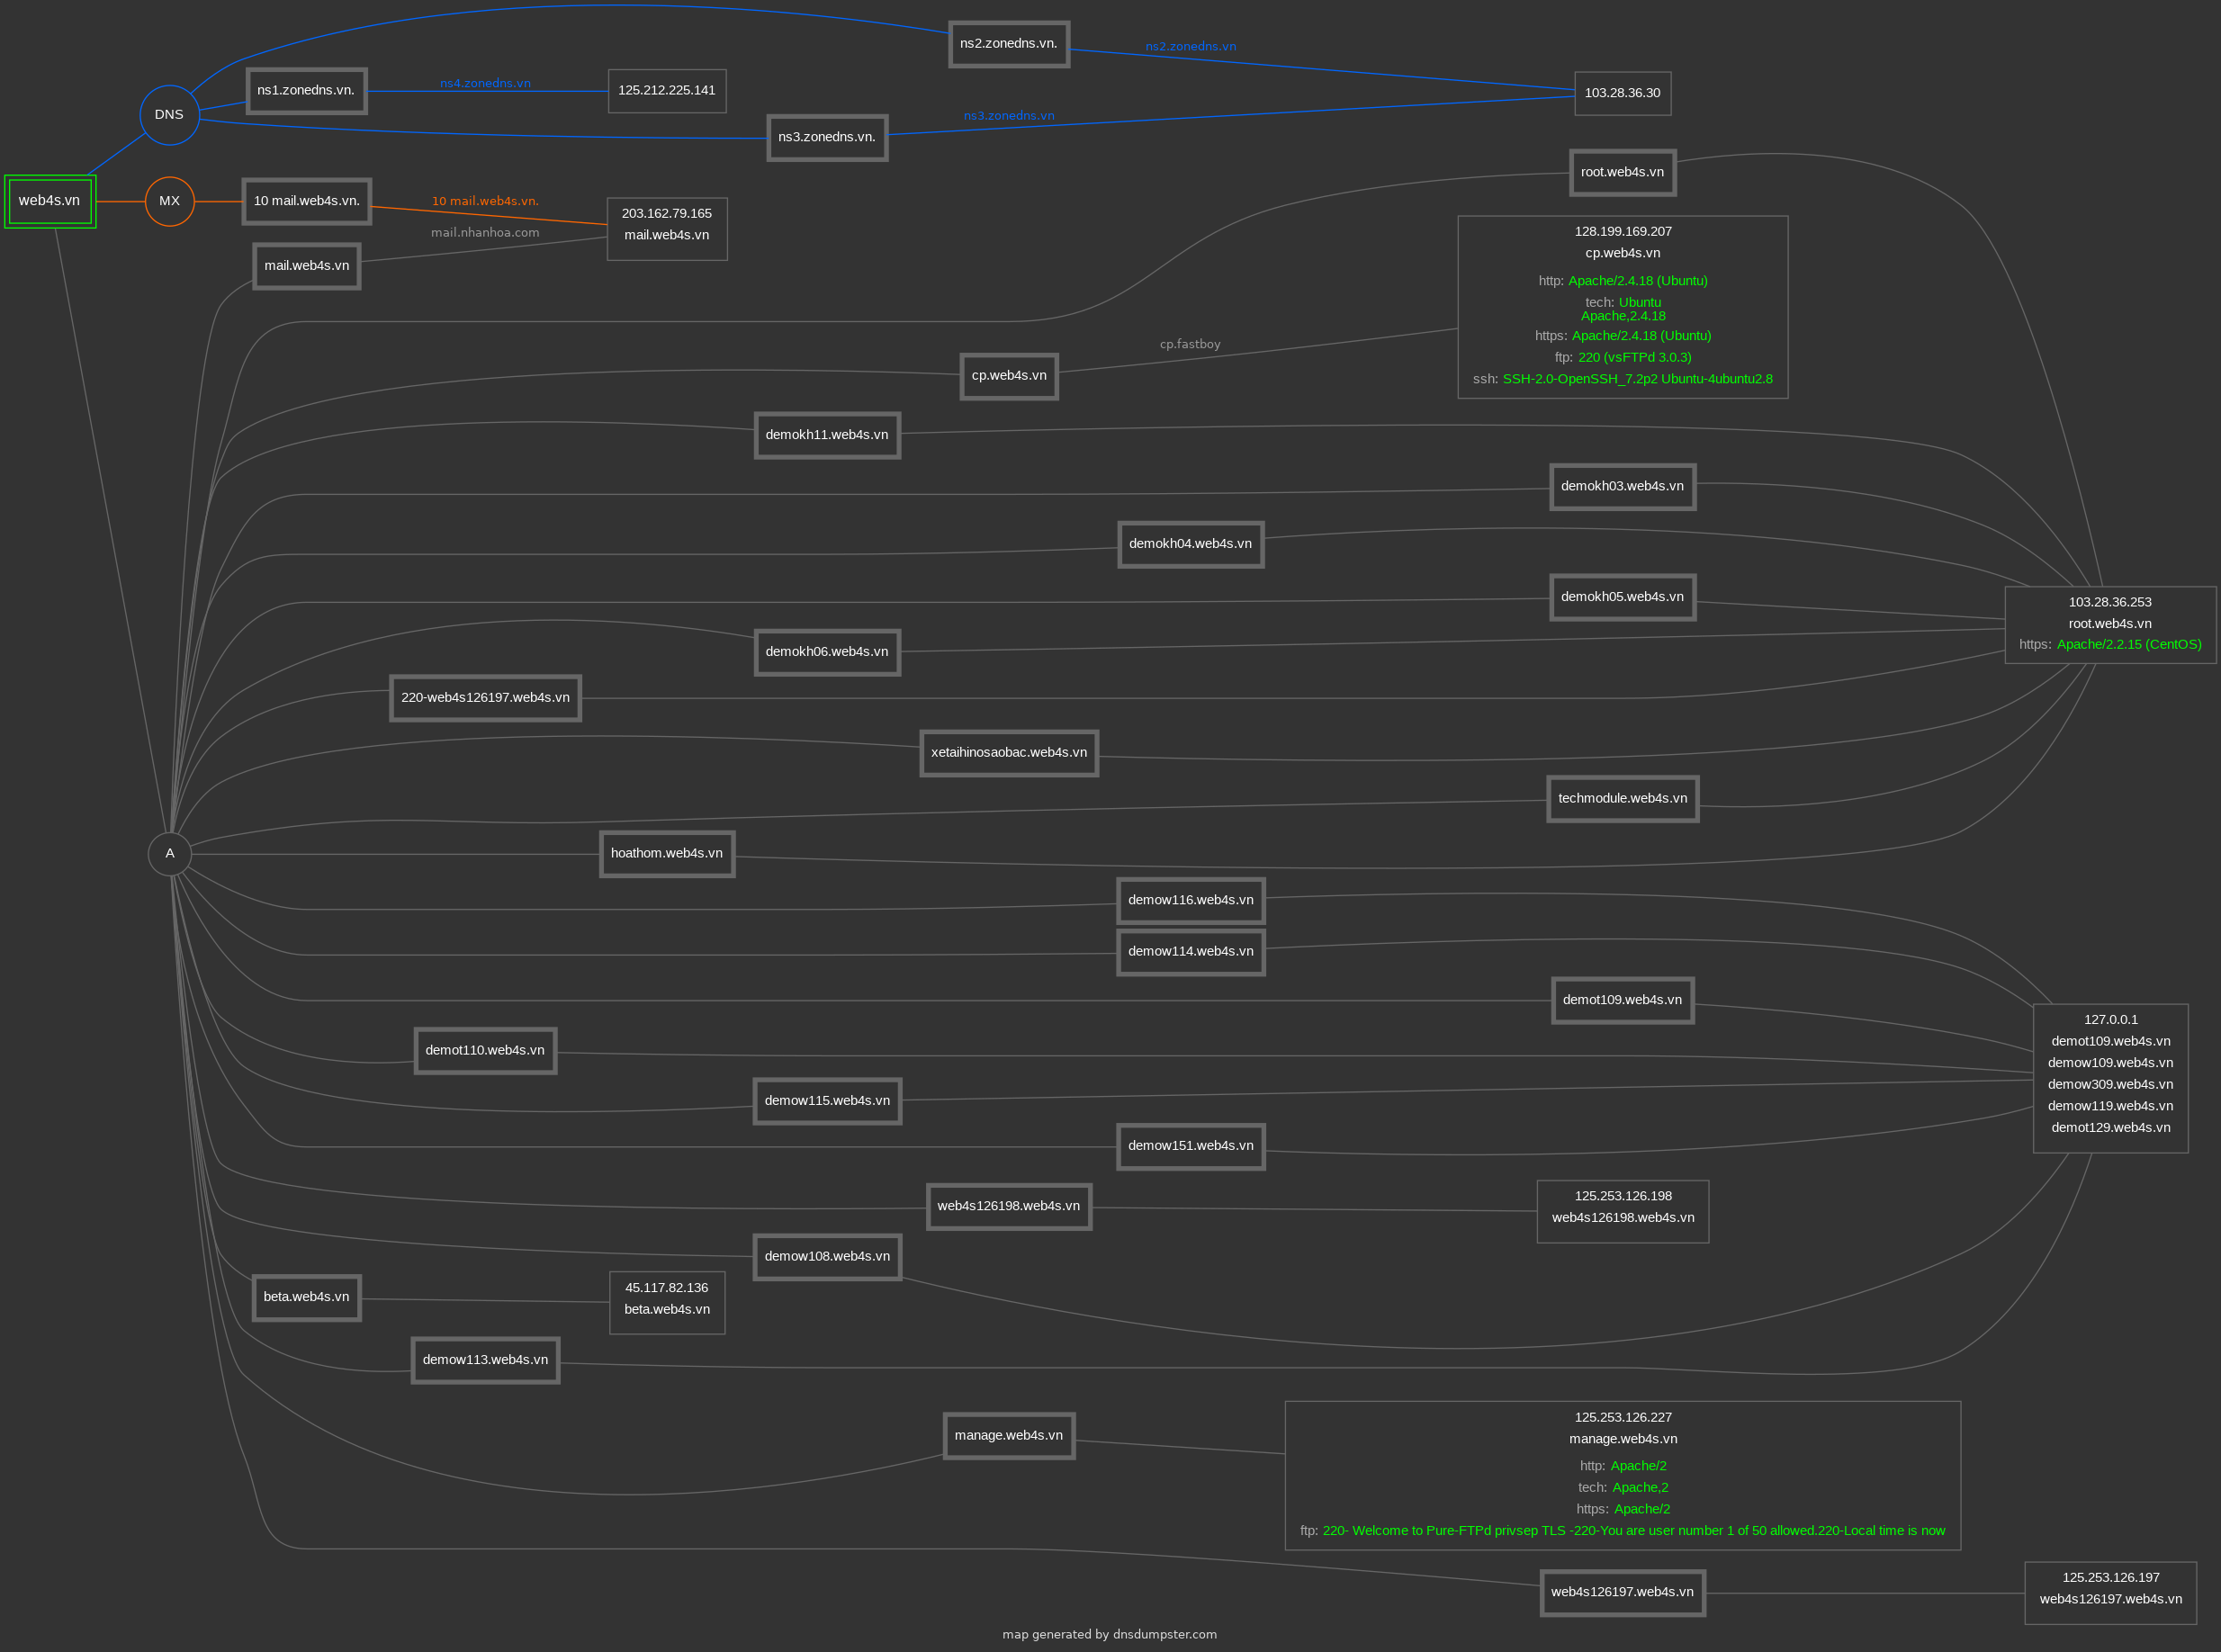 ns2.zonedns.vn.
ns2.zonedns.vn
DNS
ns1.zonedns.vn.
ns4.zonedns.vn
125.212.225.141
103.28.36.30
ns3.zonedns.vn.
ns3.zonedns.vn
root.web4s.vn
web4s.vn
MX
10 mail.web4s.vn.
10 mail.web4s.vn.
203.162.79.165
mail.web4s.vn
mail.nhanhoa.com
mail.web4s.vn
128.199.169.207
cp.web4s.vn
http: Apache/2.4.18 (Ubuntu)
tech: Ubuntu
Apache,2.4.18
https: Apache/2.4.18 (Ubuntu)
ftp: 220 (vsFTPd 3.0.3)
ssh: SSH-2.0-OpenSSH_7.2p2 Ubuntu-4ubuntu2.8
cp.fastboy
cp.web4s.vn
demokh11.web4s.vn
demokh03.web4s.vn
demokh04.web4s.vn
demokh05.web4s.vn
103.28.36.253
root.web4s.vn
https: Apache/2.2.15 (CentOS)
demokh06.web4s.vn
220-web4s126197.web4s.vn
xetaihinosaobac.web4s.vn
techmodule.web4s.vn
A
hoathom.web4s.vn
demow116.web4s.vn
demow114.web4s.vn
demot109.web4s.vn
127.0.0.1
demot109.web4s.vn
demow109.web4s.vn
demow309.web4s.vn
demow119.web4s.vn
demot129.web4s.vn
demot110.web4s.vn
demow115.web4s.vn
demow151.web4s.vn
web4s126198.web4s.vn
125.253.126.198
web4s126198.web4s.vn
demow108.web4s.vn
beta.web4s.vn
45.117.82.136
beta.web4s.vn
demow113.web4s.vn
manage.web4s.vn
125.253.126.227
manage.web4s.vn
http: Apache/2
tech: Apache,2
https: Apache/2
ftp: 220- Welcome to Pure-FTPd privsep TLS -220-You are user number 1 of 50 allowed.220-Local time is now
web4s126197.web4s.vn
125.253.126.197
web4s126197.web4s.vn
map generated by dnsdumpster.com